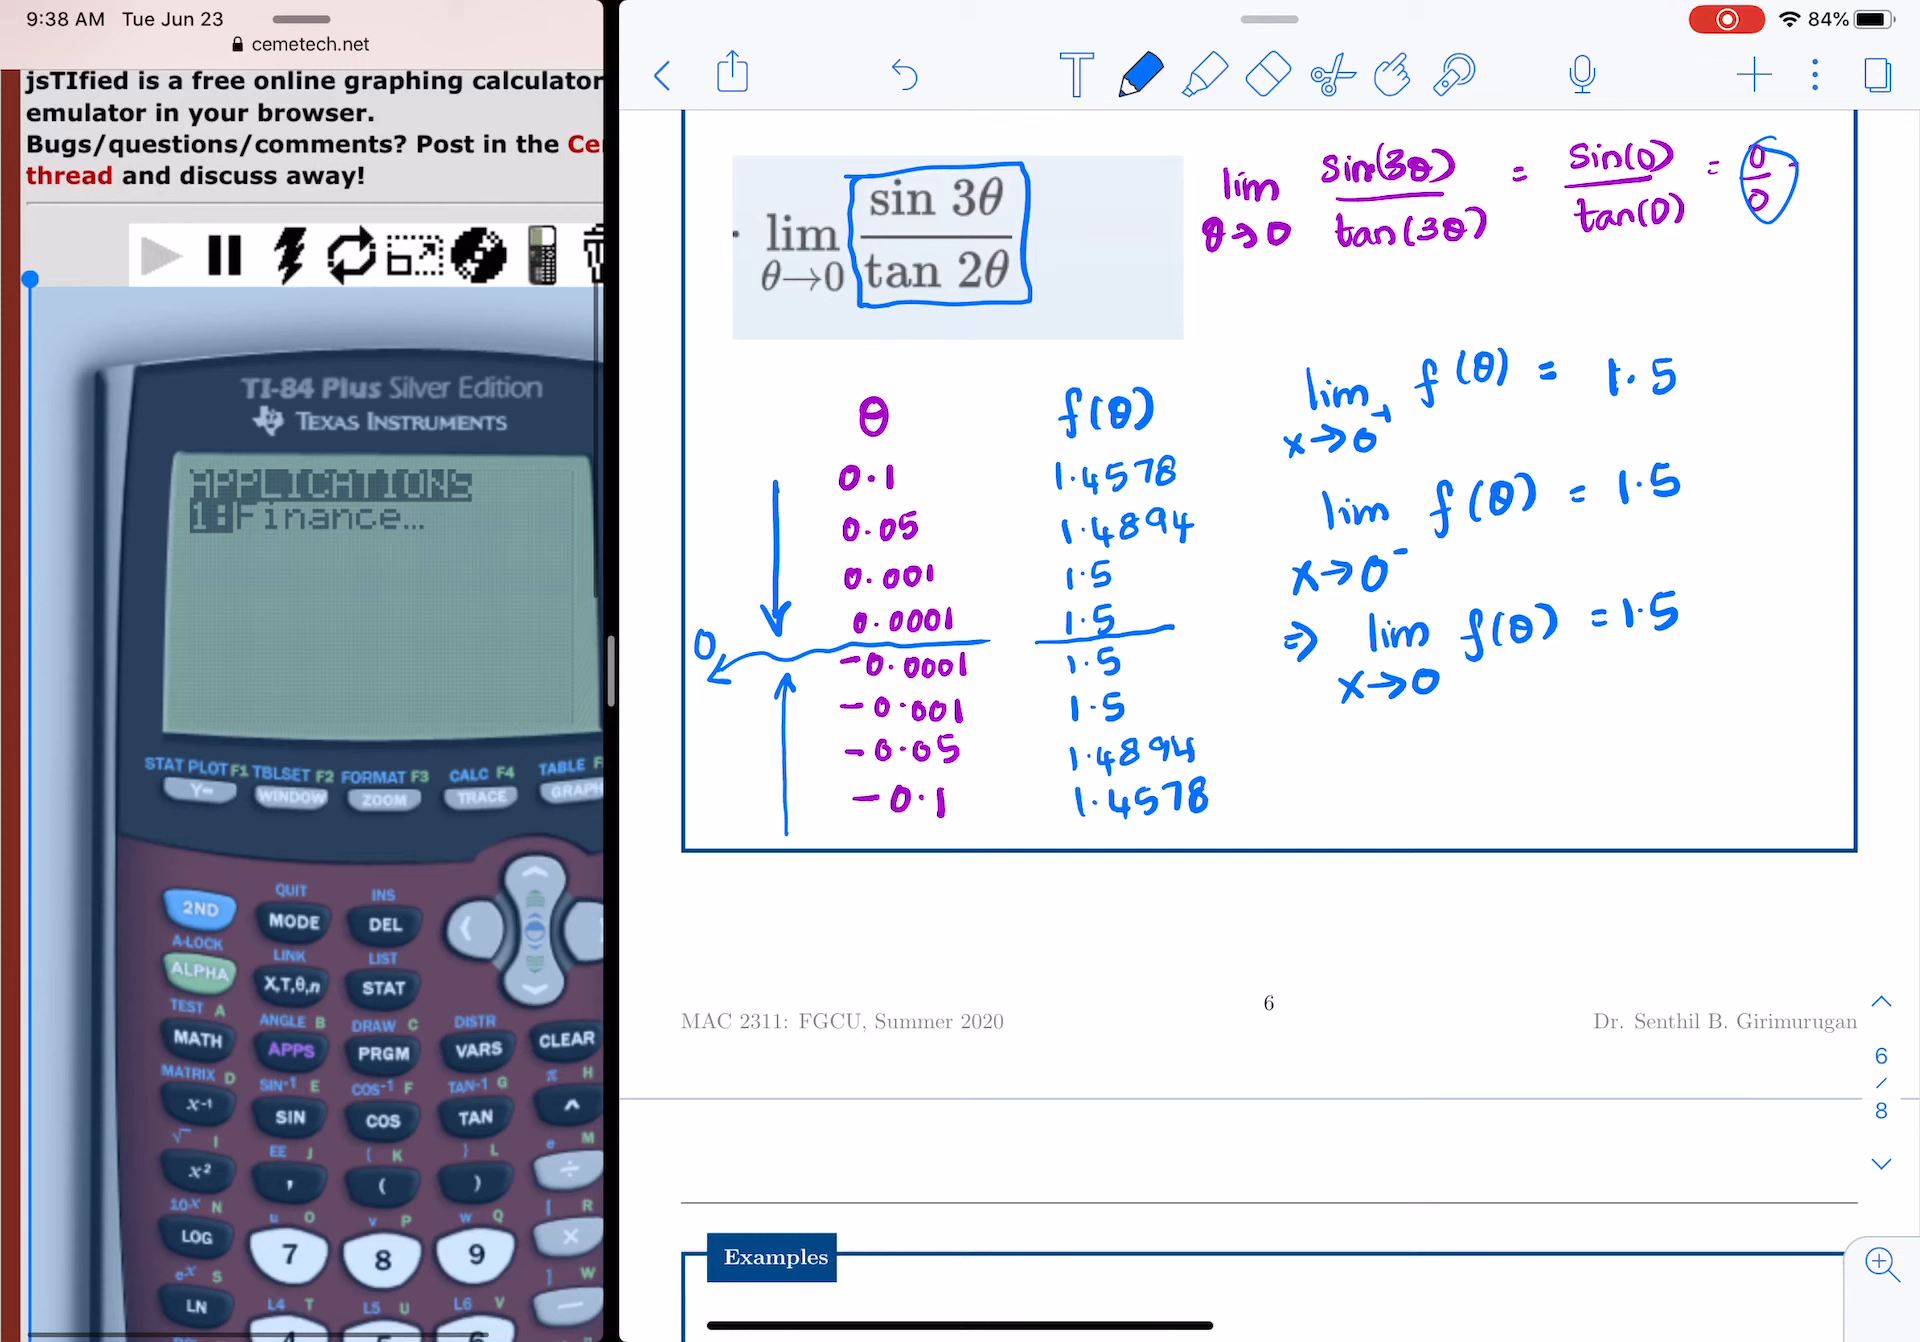 9:38 AM Tue Jun 23
cemetech.net
jsTIfied is a free online graphing calculator
emulator in your browser.
Bugs/questions/comments? Post in the Ce
thread and discuss away!
TI-84 Plus Silver Edition
TEXAS INSTRUMENTS
APPLICATIONS
1:Finance…
STAT PLOT F1 TBLSET F2 FORMAT F3 CALC F4 TABLE F
Y= WINDOW ZOOM TRACE GRAPH
QUIT INS
2ND MODE DEL
A-LOCK LINK LIST
ALPHA X,T,θ,n STAT
TEST A ANGLE B DRAW C DISTR
MATH APPS PRGM VARS CLEAR
MATRIX D SIN-1 E COS-1 F TAN-1 G π H
x-1 SIN COS TAN ^
√ I EE J { K } L e M
x² , ( ) ÷
10x N u O v P w Q [ R
LOG 7 8 9 ×
ex S L4 T L5 U L6 V ] W
LN 4 5 6 —
84%
T
lim θ→0 sin 3θ / tan 2θ
lim θ→0 sin(3θ) / tan(3θ) = sin(0) / tan(0) = 0/0
θ f(θ)
0.1 1.4578
0.05 1.4894
0.001 1.5
0.0001 1.5
0
-0.0001 1.5
-0.001 1.5
-0.05 1.4894
-0.1 1.4578
lim x→0+ f(θ) = 1.5
lim x→0- f(θ) = 1.5
⇒ lim x→0 f(θ) = 1.5
6
MAC 2311: FGCU, Summer 2020
Dr. Senthil B. Girimurugan
6
/
8
Examples